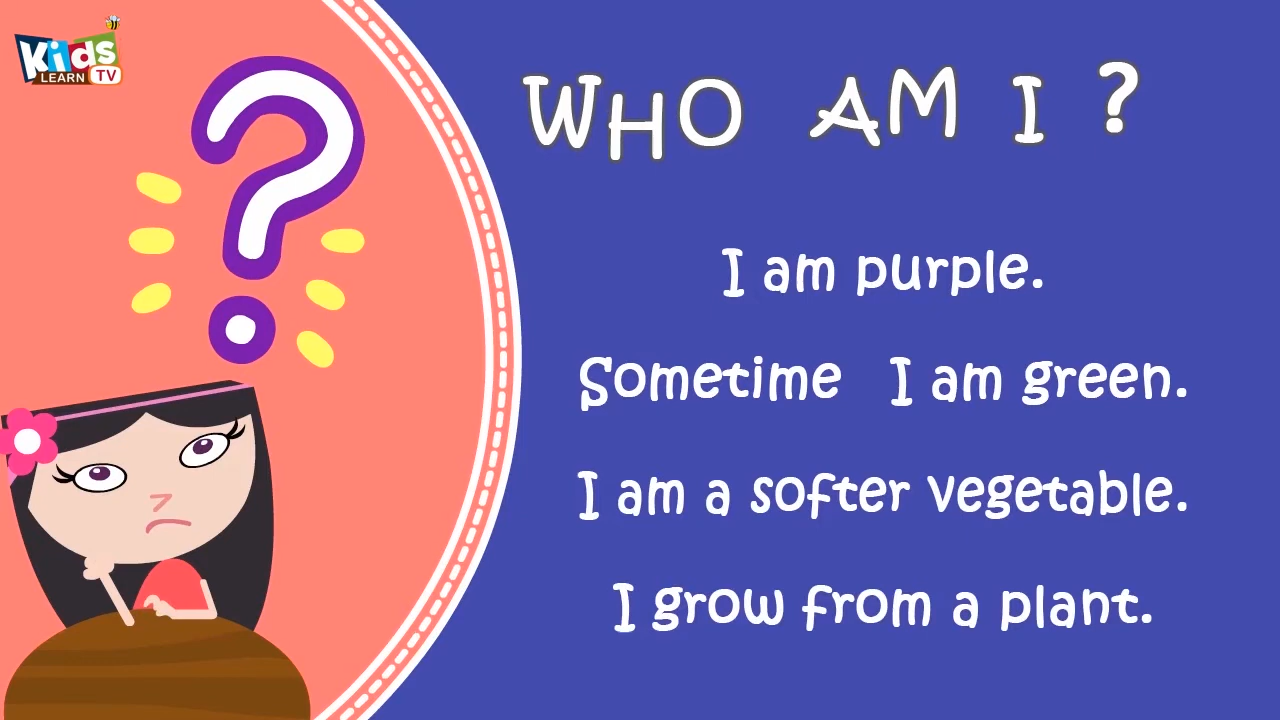 Kids
LEARN TV
WHO AM I ?
I am purple.
Sometime I am green.
I am a softer vegetable.
I grow from a plant.